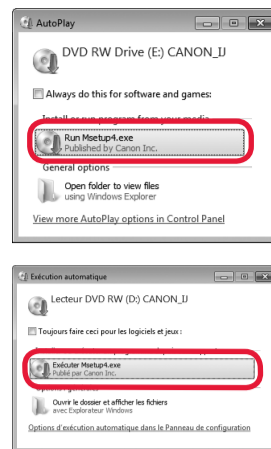 AutoPlay
DVD RW Drive (E:) CANON_IJ
Always do this for software and games:
Install or run program from your media
Run Msetup4.exe
Published by Canon Inc.
General options
Open folder to view files
using Windows Explorer
View more AutoPlay options in Control Panel
Exécution automatique
Lecteur DVD RW (D:) CANON_IJ
Toujours faire ceci pour les logiciels et jeux :
Exécuter Msetup4.exe
Publié par Canon Inc.
Ouvrir le dossier et afficher les fichiers
avec Explorateur Windows
Options d'exécution automatique dans le Panneau de configuration